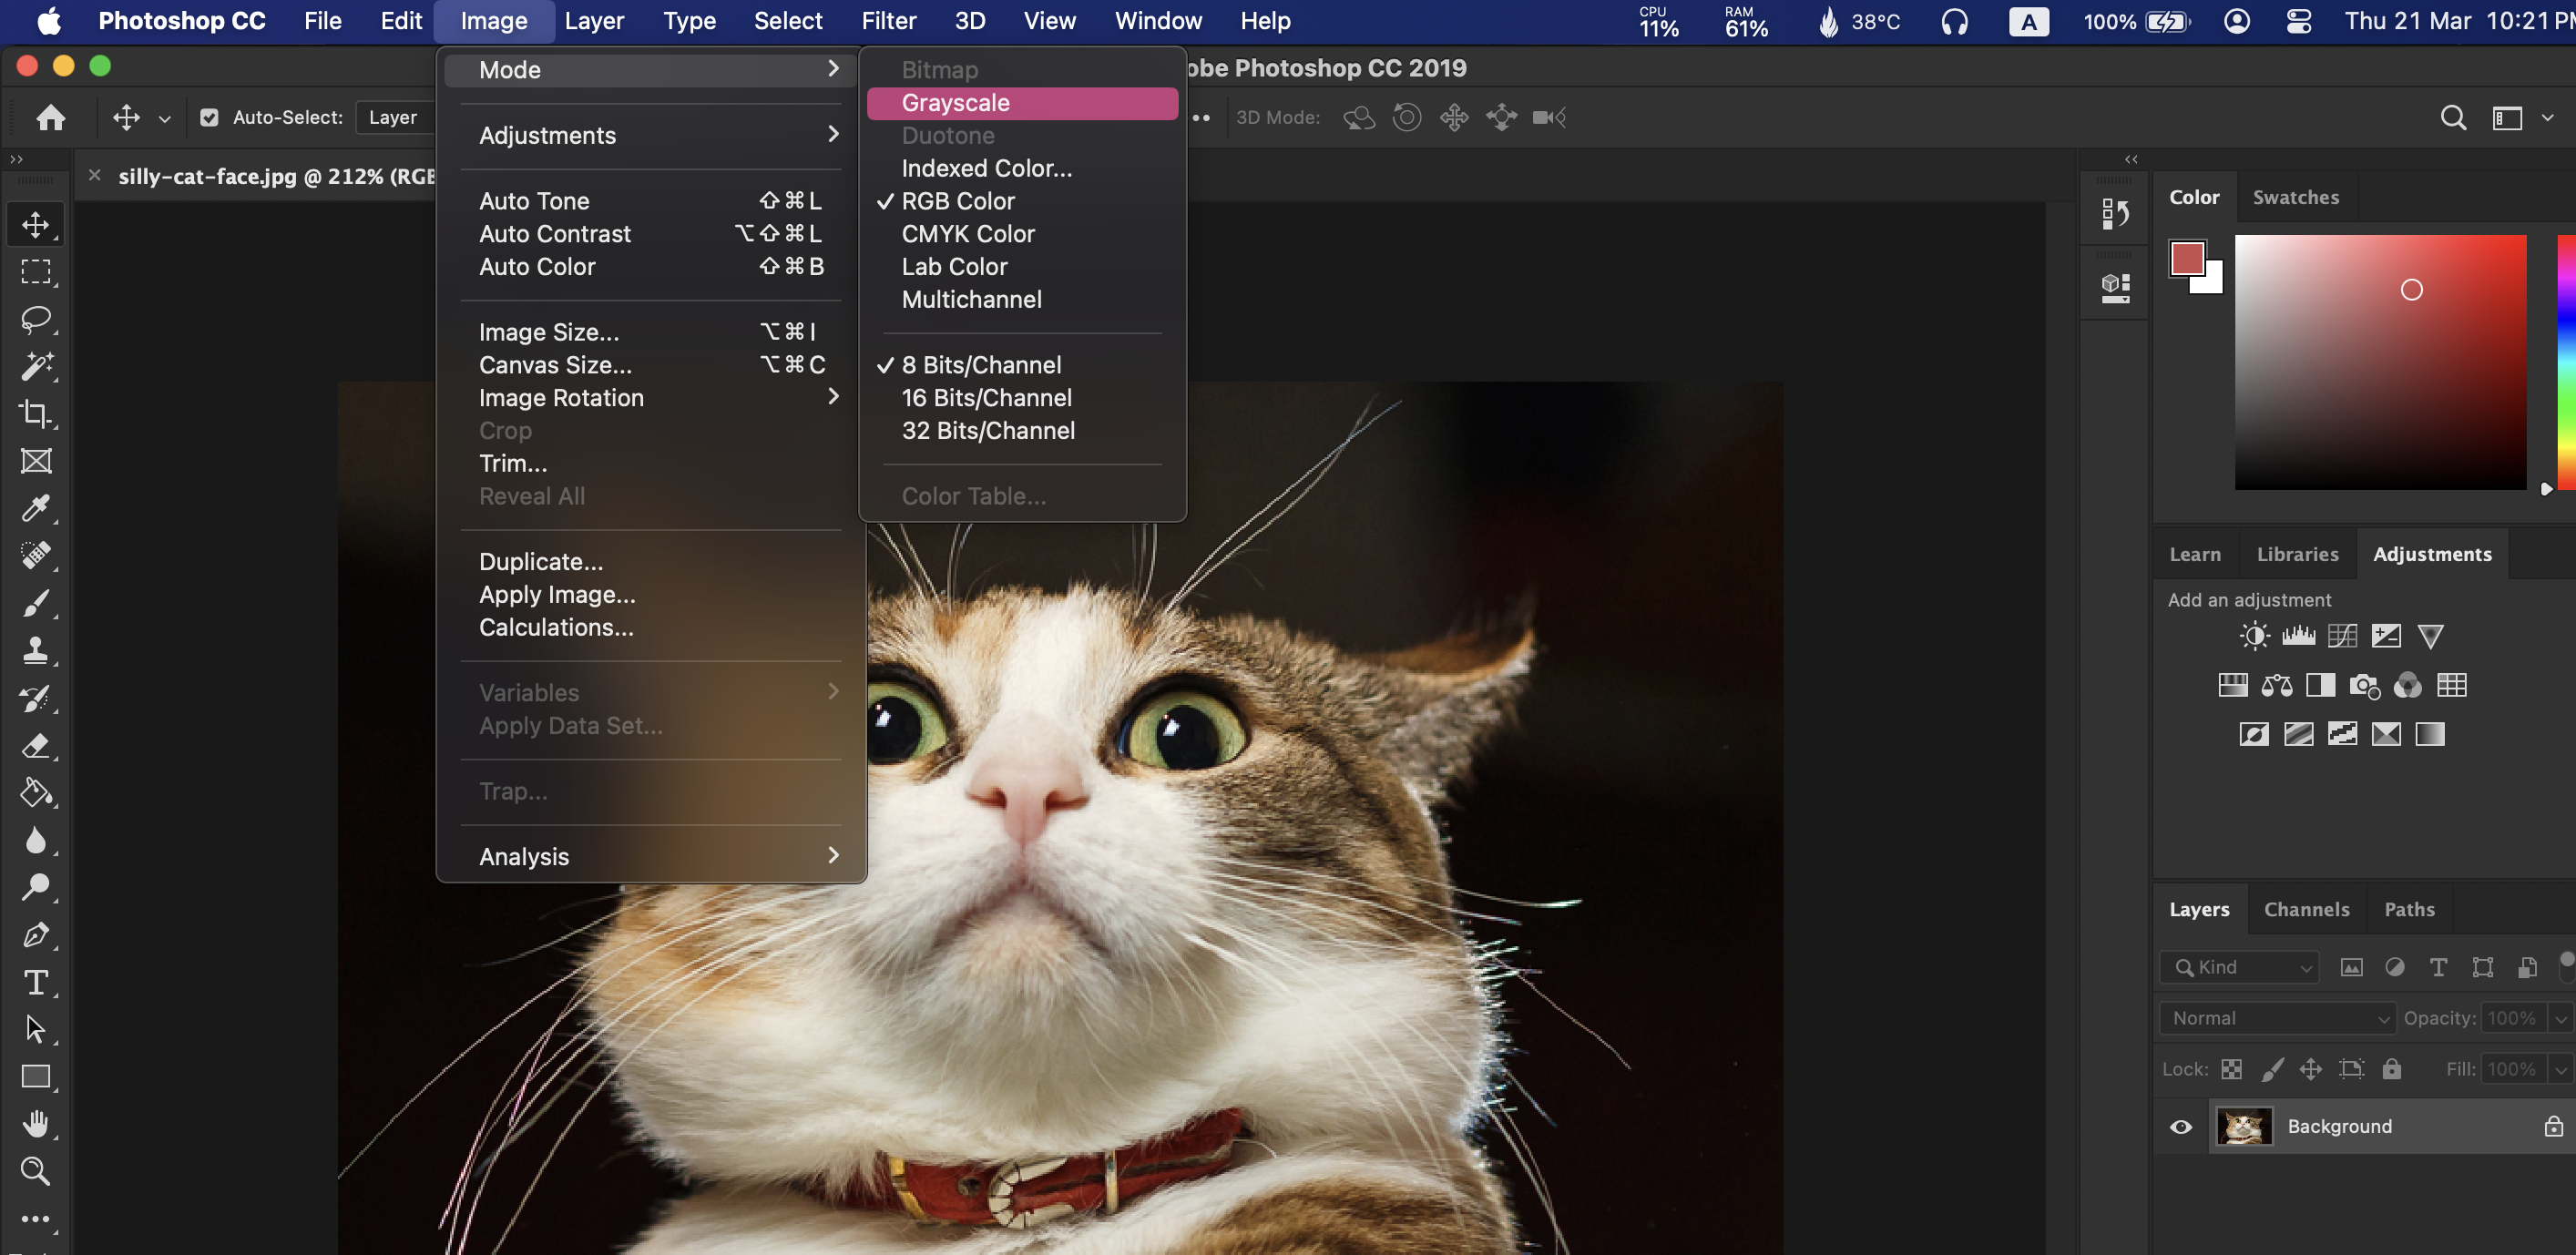 Photoshop CC File Edit Image Layer Type Select Filter 3D View Window Help CPU 11% RAM 61% 38°C A 100% Thu 21 Mar 10:21 PM
obe Photoshop CC 2019
Auto-Select: Layer 3D Mode:
silly-cat-face.jpg @ 212% (RGB
Mode
Adjustments
Auto Tone ⇧⌘L
Auto Contrast ⌥⇧⌘L
Auto Color ⇧⌘B
Image Size... ⌥⌘I
Canvas Size... ⌥⌘C
Image Rotation
Crop
Trim...
Reveal All
Duplicate...
Apply Image...
Calculations...
Variables
Apply Data Set...
Trap...
Analysis
Bitmap
Grayscale
Duotone
Indexed Color...
✓ RGB Color
CMYK Color
Lab Color
Multichannel
✓ 8 Bits/Channel
16 Bits/Channel
32 Bits/Channel
Color Table...
Color Swatches
Learn Libraries Adjustments
Add an adjustment
Layers Channels Paths
Kind
Normal Opacity: 100%
Lock: Fill: 100%
Background